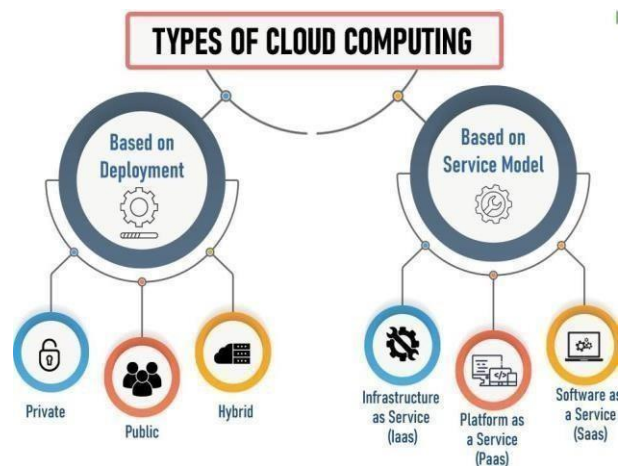 TYPES OF CLOUD COMPUTING
Based on
Deployment
Based on
Service Model
Private
Public
Hybrid
Infrastructure
as Service
(Iaas)
Platform as
a Service
(Paas)
Software as
a Service
(Saas)